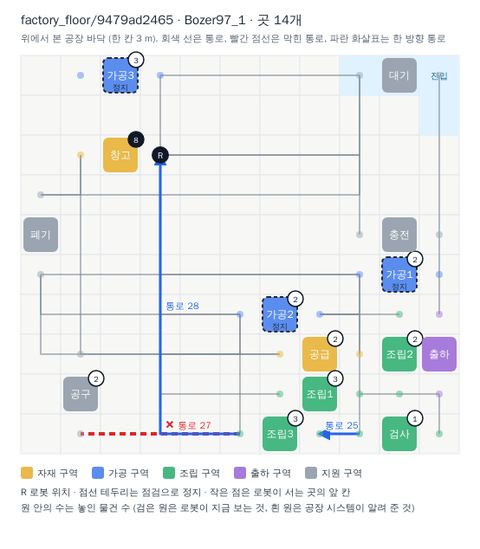 factory_floor/9479ad2465 · Bozer97_1 · 곳 14개
위에서 본 공장 바닥 (한 칸 3 m). 회색 선은 통로, 빨간 점선은 막힌 통로, 파란 화살표는 한 방향 통로
3
가공3
정지
대기
8
창고
R
폐기
충전
2
가공1
정지
통로 28
2
가공2
정지
2
공급
2
조립2
출하
2
공구
3
조립1
✕ 통로 27
3
조립3
통로 25
1
검사
자재 구역
가공 구역
조립 구역
출하 구역
지원 구역
R 로봇 위치 · 점선 테두리는 점검으로 정지 · 작은 점은 로봇이 서는 곳의 앞 칸
원 안의 수는 놓인 물건 수 (검은 원은 로봇이 지금 보는 것, 흰 원은 공장 시스템이 알려 준 것)